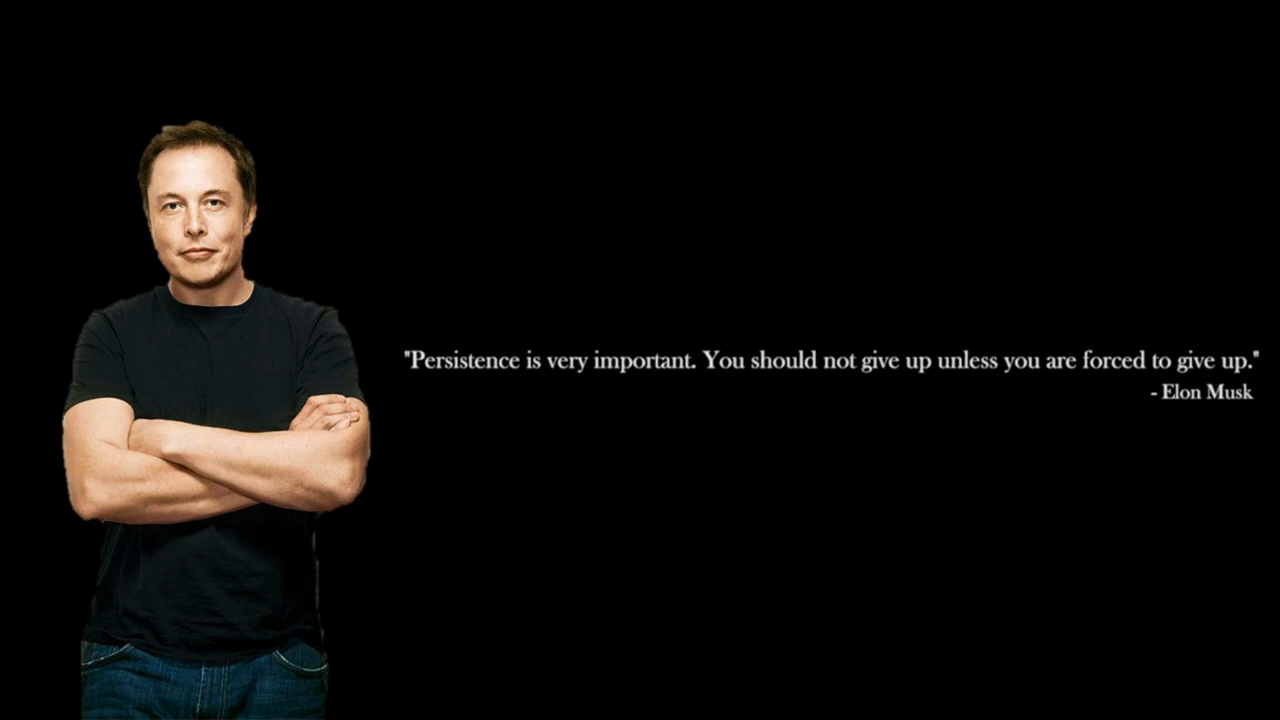 "Persistence is very important. You should not give up unless you are forced to give up."
- Elon Musk